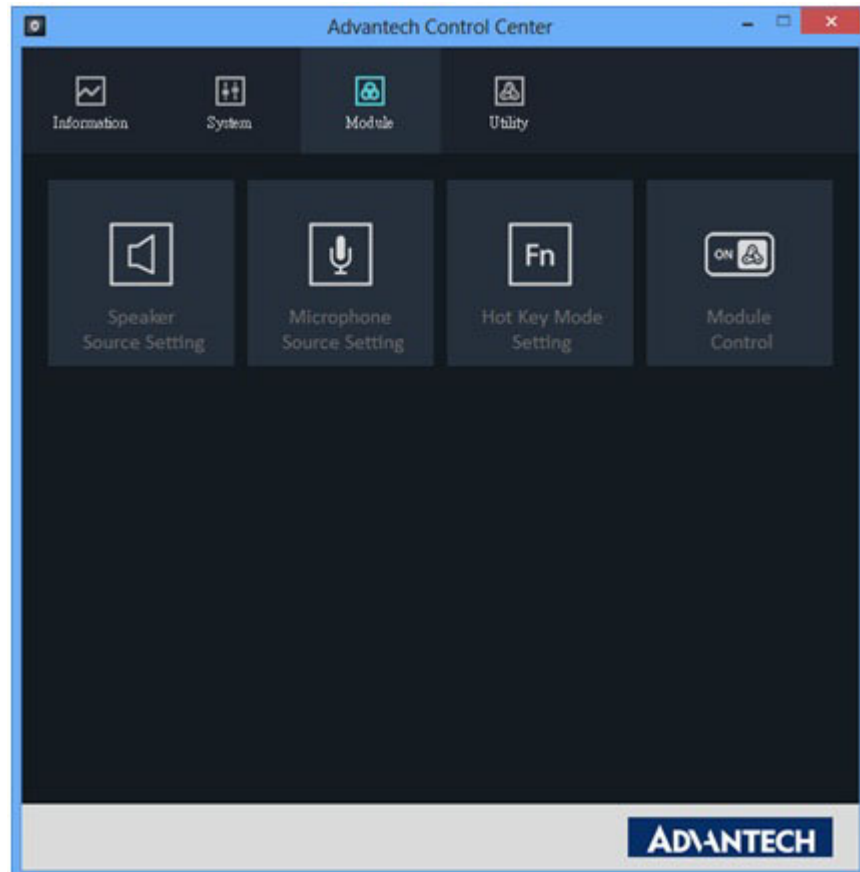 Advantech Control Center
Information System Module Utility
Fn
ON
Speaker
Source Setting
Microphone
Source Setting
Hot Key Mode
Setting
Module
Control
ADVANTECH